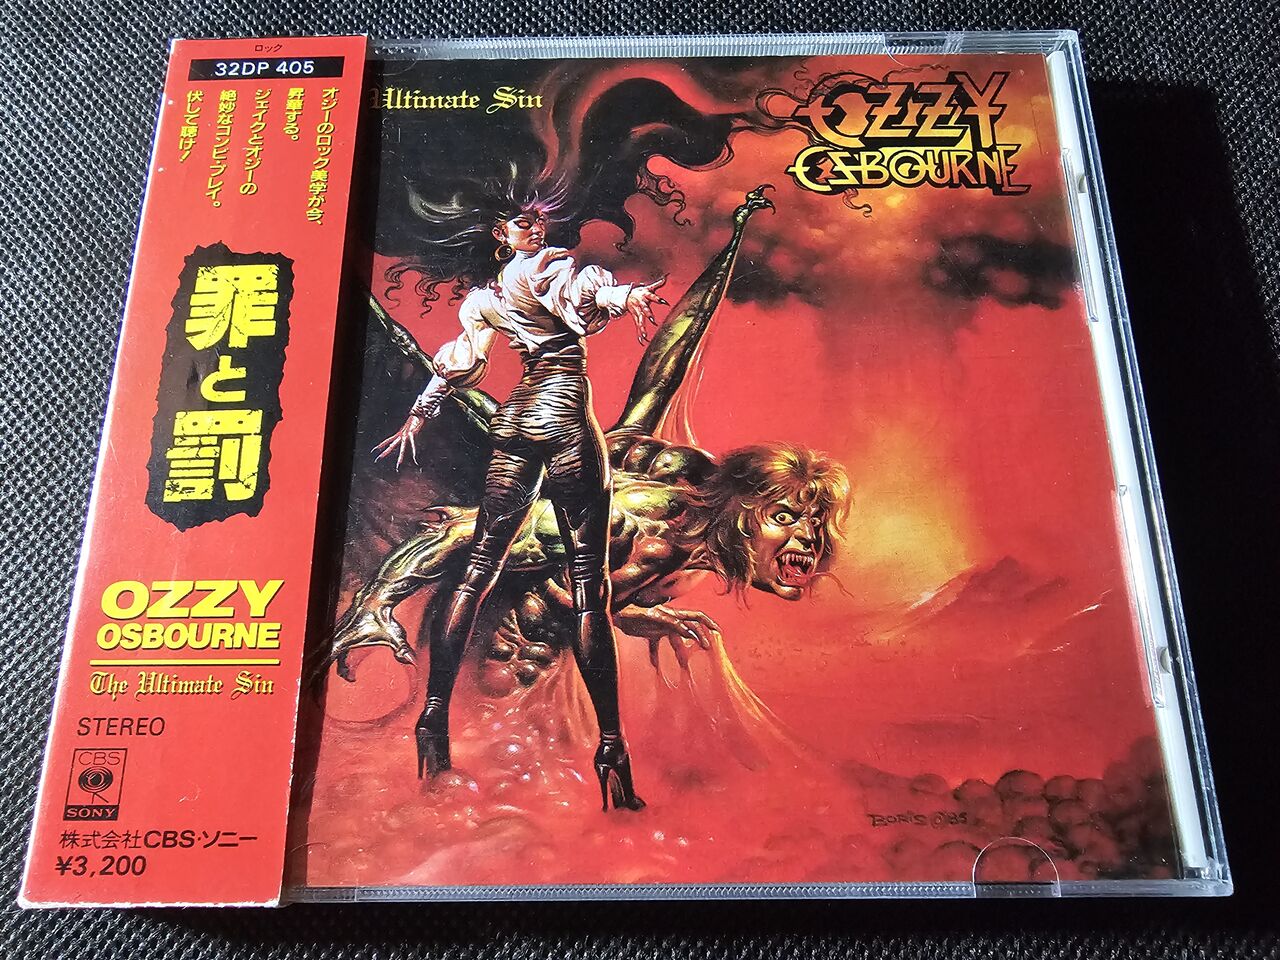 ロック
32DP 405
オジーのロック美学が今、
昇華する。
ジェイクとオジーの
絶妙なコンビ・プレイ。
伏して聴け!
罪と罰
OZZY
OSBOURNE
The Ultimate Sin
STEREO
CBS
SONY
株式会社CBS・ソニー
¥3,200
Ultimate Sin
OZZY
OSBOURNE
BORIS ©'85